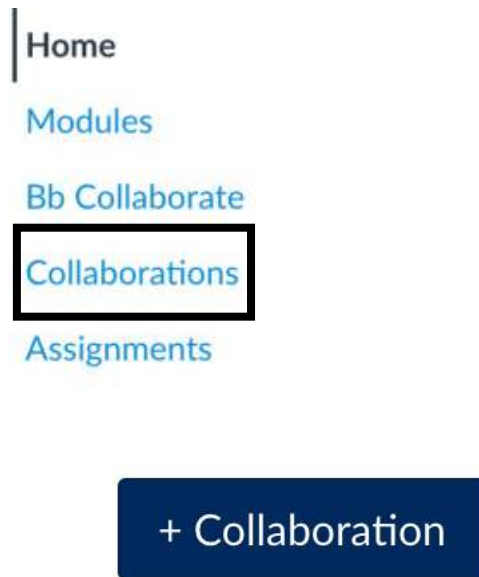 Home
Modules
Bb Collaborate
Collaborations
Assignments
+ Collaboration